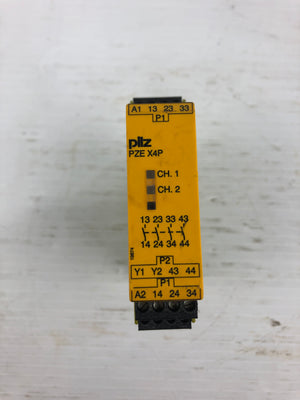 A1 13 23 33
P1
pilz
PZE X4P
CH. 1
CH. 2
13 23 33 43
14 24 34 44
P2
Y1 Y2 43 44
P1
A2 14 24 34